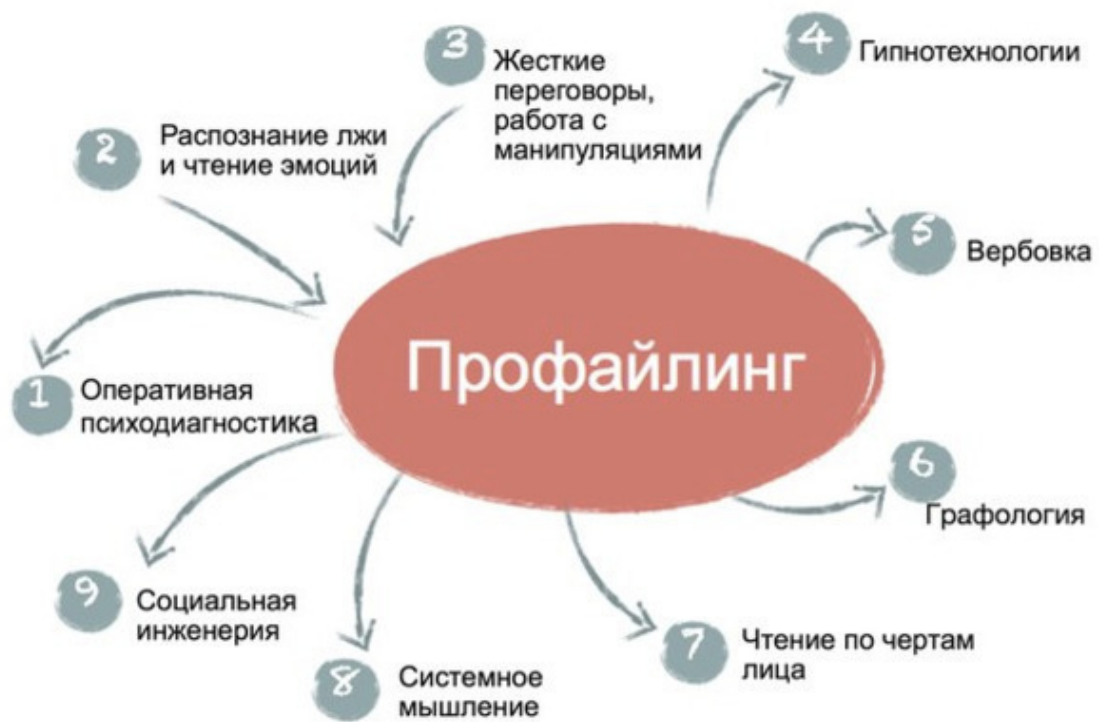 3
Жесткие
переговоры,
работа с
манипуляциями
4
Гипнотехнологии
2
Распознание лжи
и чтение эмоций
5
Вербовка
Профайлинг
1
Оперативная
психодиагностика
6
Графология
9
Социальная
инженерия
8
Системное
мышление
7
Чтение по чертам
лица